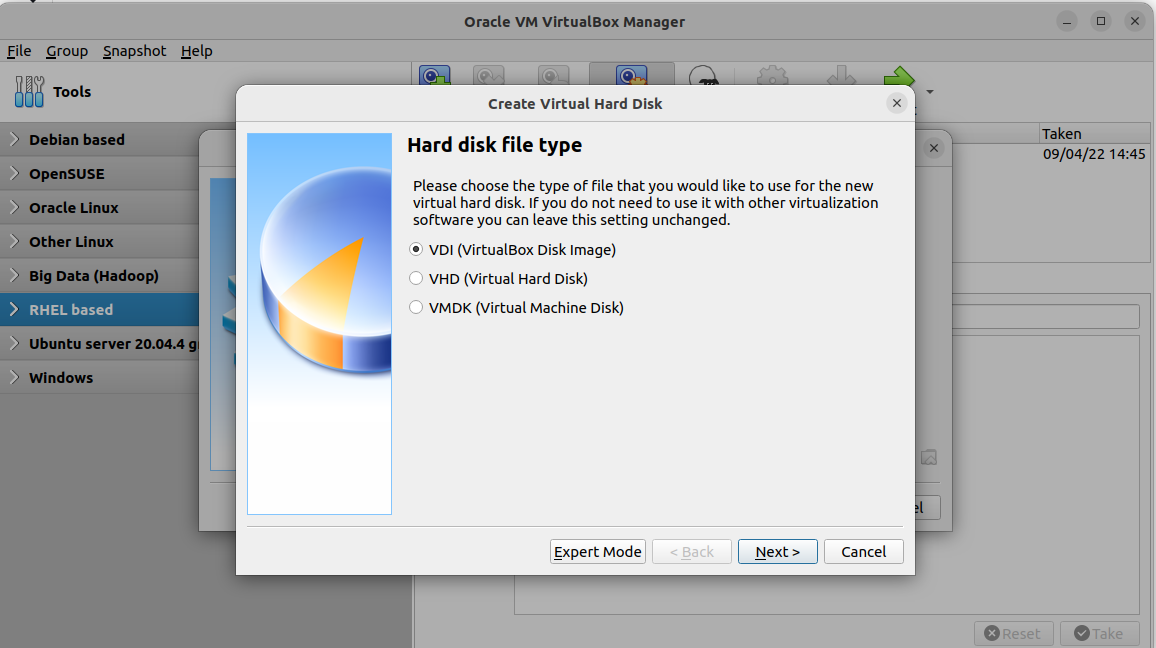 Oracle VM VirtualBox Manager
File Group Snapshot Help
Tools
Debian based
OpenSUSE
Oracle Linux
Other Linux
Big Data (Hadoop)
RHEL based
Ubuntu server 20.04.4
Windows
Taken
09/04/22 14:45
Create Virtual Hard Disk
Hard disk file type
Please choose the type of file that you would like to use for the new
virtual hard disk. If you do not need to use it with other virtualization
software you can leave this setting unchanged.
VDI (VirtualBox Disk Image)
VHD (Virtual Hard Disk)
VMDK (Virtual Machine Disk)
Expert Mode < Back Next > Cancel
Reset Take